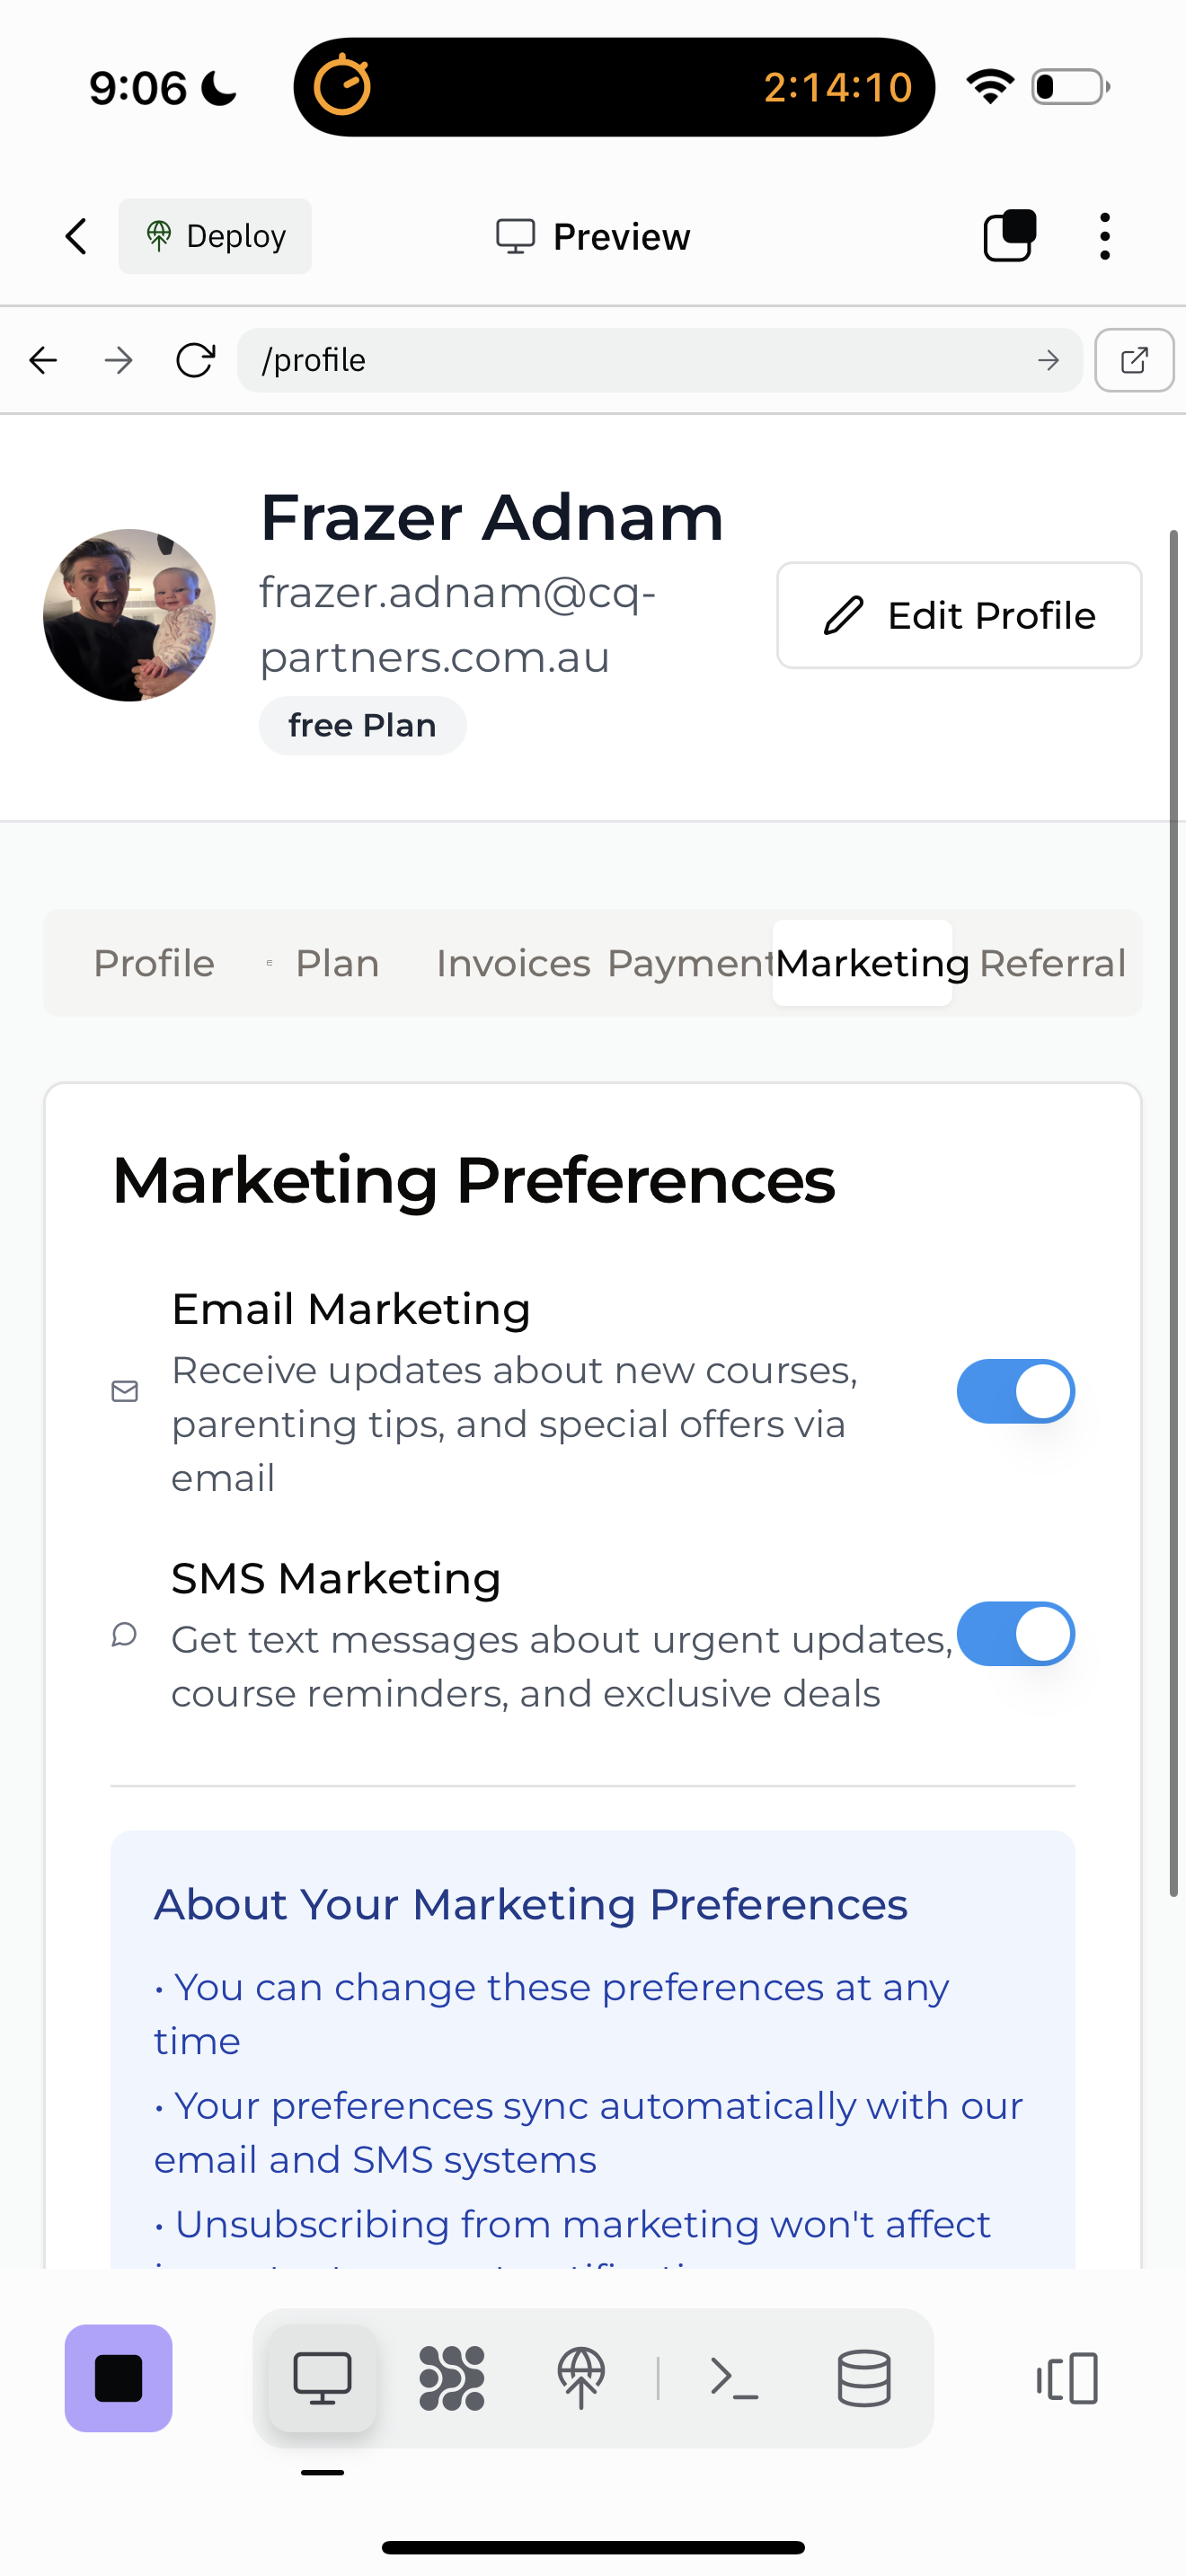 9:06
2:14:10
Deploy
Preview
/profile
Frazer Adnam
frazer.adnam@cq-
partners.com.au
Edit Profile
free Plan
Profile Plan Invoices Payment Marketing Referral
Marketing Preferences
Email Marketing
Receive updates about new courses,
parenting tips, and special offers via
email
SMS Marketing
Get text messages about urgent updates,
course reminders, and exclusive deals
About Your Marketing Preferences
• You can change these preferences at any
time
• Your preferences sync automatically with our
email and SMS systems
• Unsubscribing from marketing won't affect